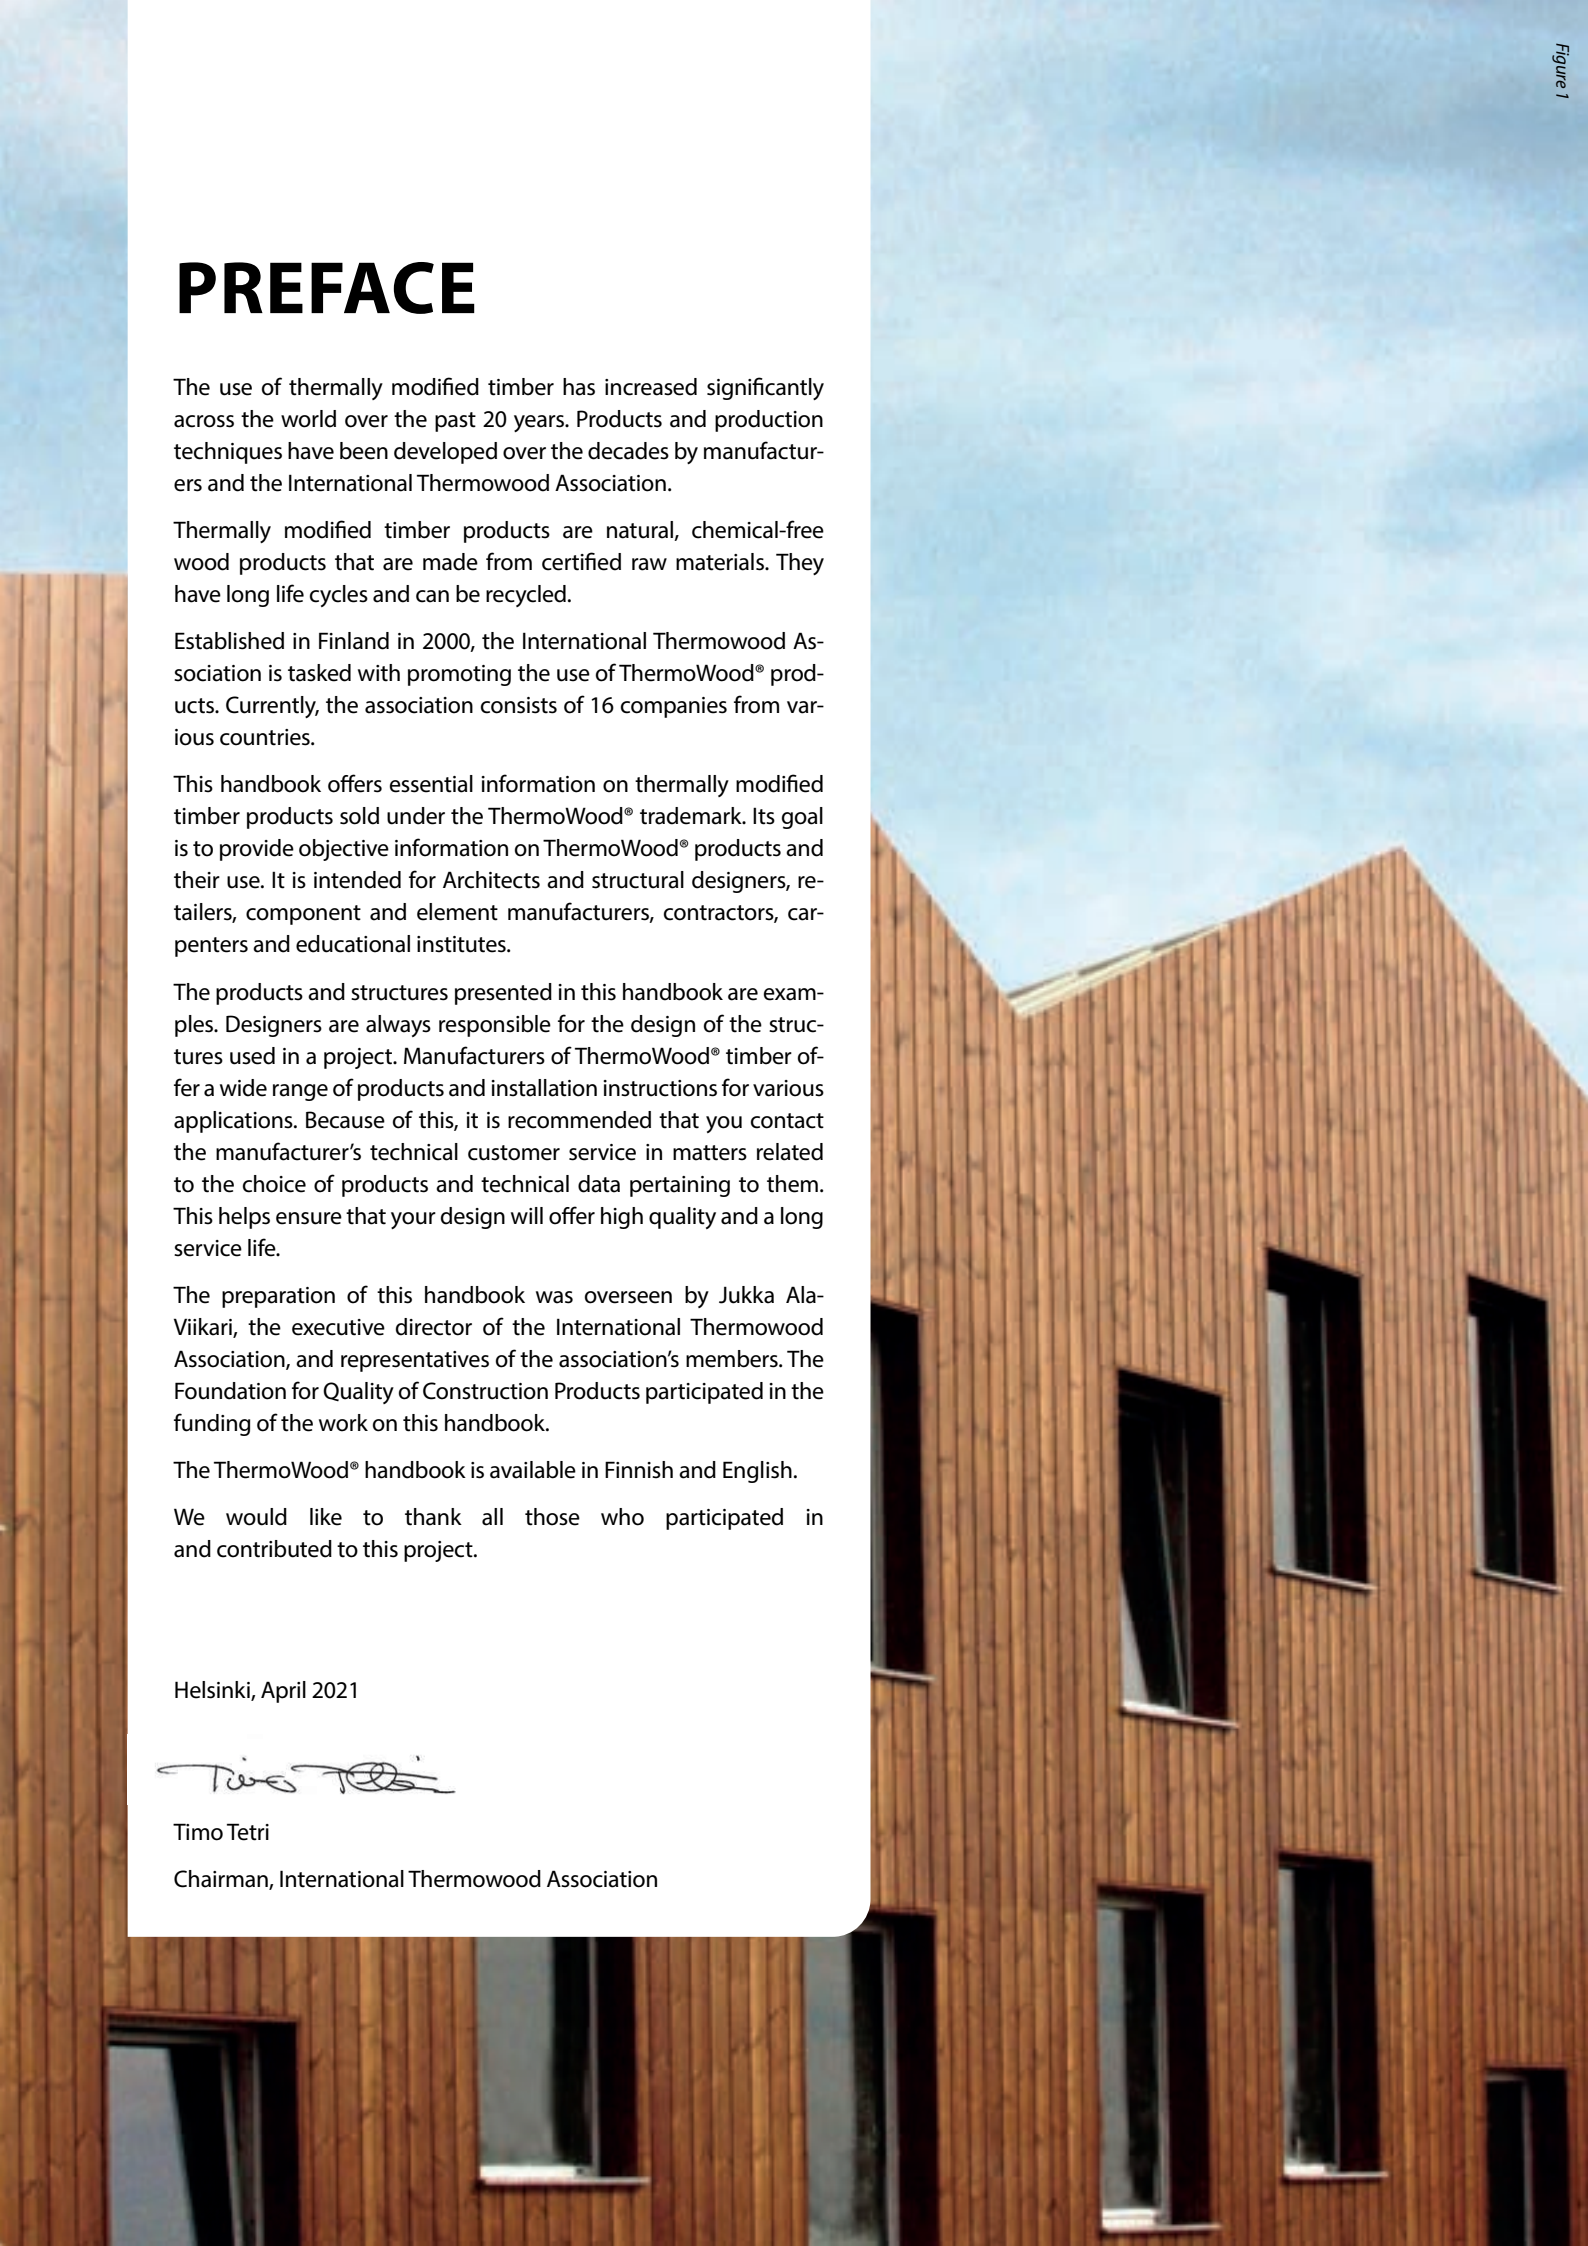 Figure 1
PREFACE
The use of thermally modified timber has increased significantly
across the world over the past 20 years. Products and production
techniques have been developed over the decades by manufactur-
ers and the International Thermowood Association.
Thermally modified timber products are natural, chemical-free
wood products that are made from certified raw materials. They
have long life cycles and can be recycled.
Established in Finland in 2000, the International Thermowood As-
sociation is tasked with promoting the use of ThermoWood® prod-
ucts. Currently, the association consists of 16 companies from var-
ious countries.
This handbook offers essential information on thermally modified
timber products sold under the ThermoWood® trademark. Its goal
is to provide objective information on ThermoWood® products and
their use. It is intended for Architects and structural designers, re-
tailers, component and element manufacturers, contractors, car-
penters and educational institutes.
The products and structures presented in this handbook are exam-
ples. Designers are always responsible for the design of the struc-
tures used in a project. Manufacturers of ThermoWood® timber of-
fer a wide range of products and installation instructions for various
applications. Because of this, it is recommended that you contact
the manufacturer’s technical customer service in matters related
to the choice of products and technical data pertaining to them.
This helps ensure that your design will offer high quality and a long
service life.
The preparation of this handbook was overseen by Jukka Ala-
Viikari, the executive director of the International Thermowood
Association, and representatives of the association’s members. The
Foundation for Quality of Construction Products participated in the
funding of the work on this handbook.
The ThermoWood® handbook is available in Finnish and English.
We would like to thank all those who participated in
and contributed to this project.
Helsinki, April 2021
Timo Tetri
Timo Tetri
Chairman, International Thermowood Association